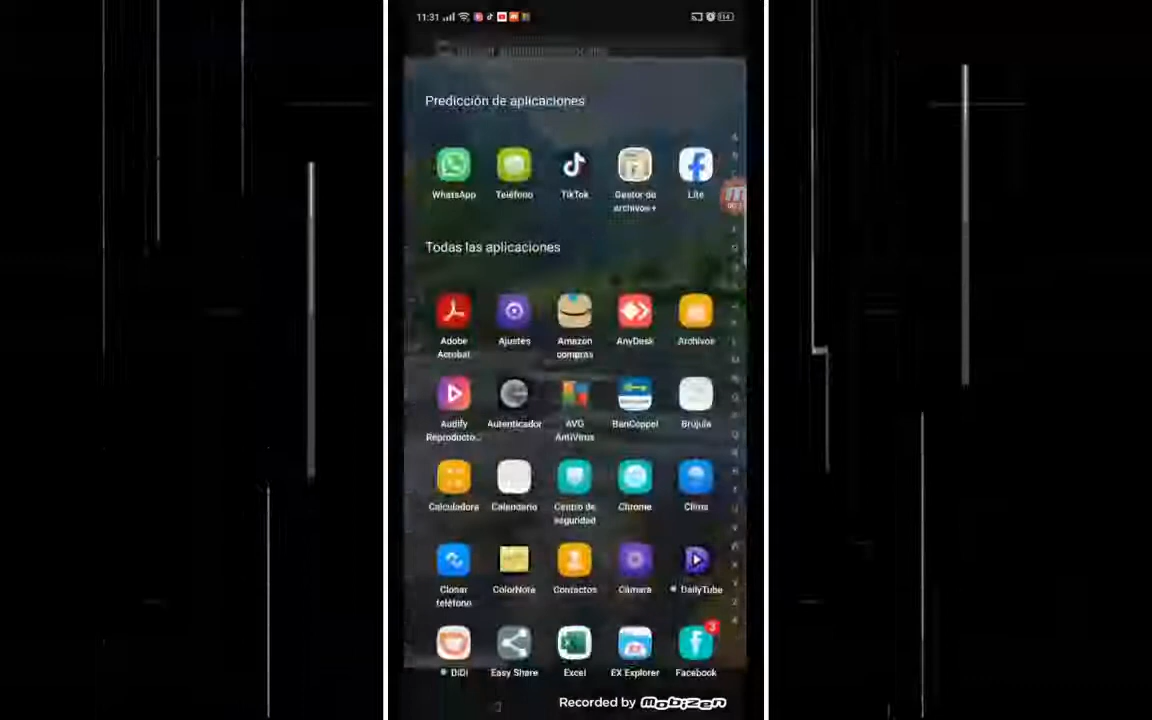 11:31
Predicción de aplicaciones
WhatsApp Teléfono TikTok Gestor de Lite
archivos +
Todas las aplicaciones
Adobe Ajustes Amazon AnyDesk Archivos
Acrobat compras
Audify Autenticador AVG BanCoppel Brújula
Reproducto... AntiVirus
Calculadora Calendario Centro de Chrome Clima
seguridad
Clonar ColorNote Contactos Cámara DailyTube
teléfono
3
DiDi Easy Share Excel EX Explorer Facebook
Recorded by Mobizen